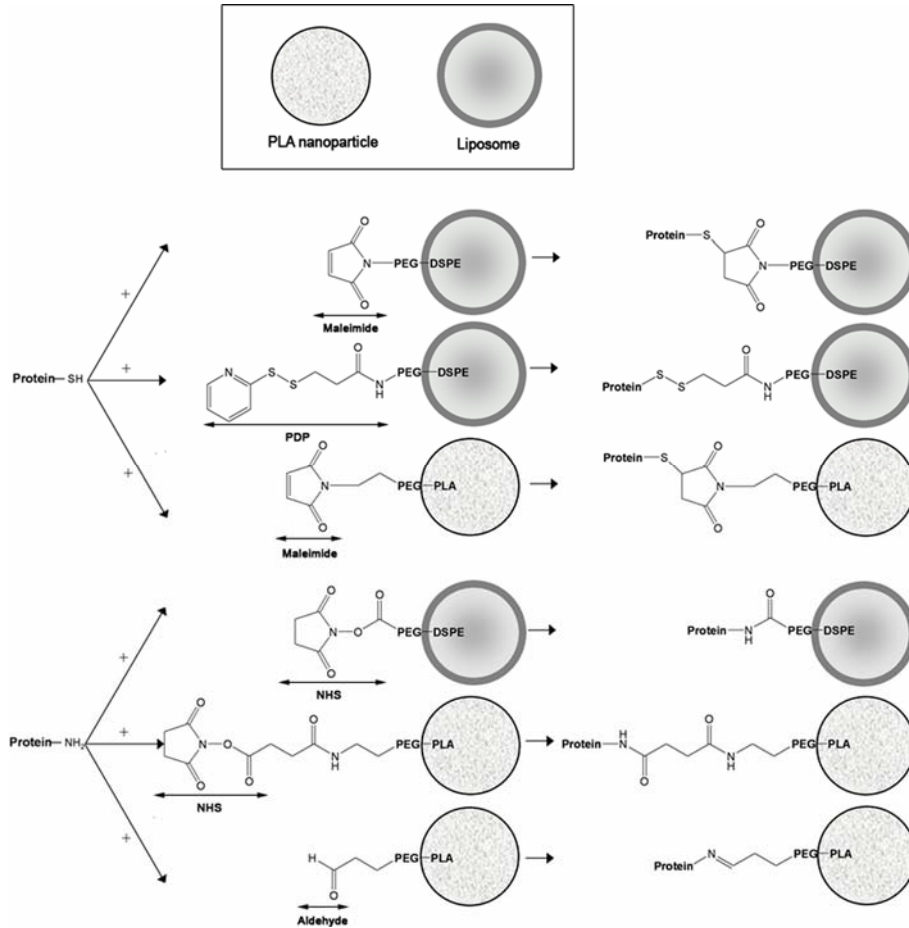 PLA nanoparticle
Liposome
Protein-SH
+
+
+
O
N-PEG-DSPE
O
Maleimide
Protein-S
O
N-PEG-DSPE
O
N
S-S
O
N
H
PEG-DSPE
PDP
Protein
S-S
O
N
H
PEG-DSPE
O
N
O
PEG-PLA
Maleimide
Protein-S
O
N
O
PEG-PLA
Protein-NH2
+
+
+
O
N-O
O
O
PEG-DSPE
NHS
Protein-N
H
O
PEG-DSPE
O
N-O
O
O
O
N
H
PEG-PLA
NHS
Protein-NH
O
O
N
H
PEG-PLA
H
O
PEG-PLA
Aldehyde
Protein-N
PEG-PLA